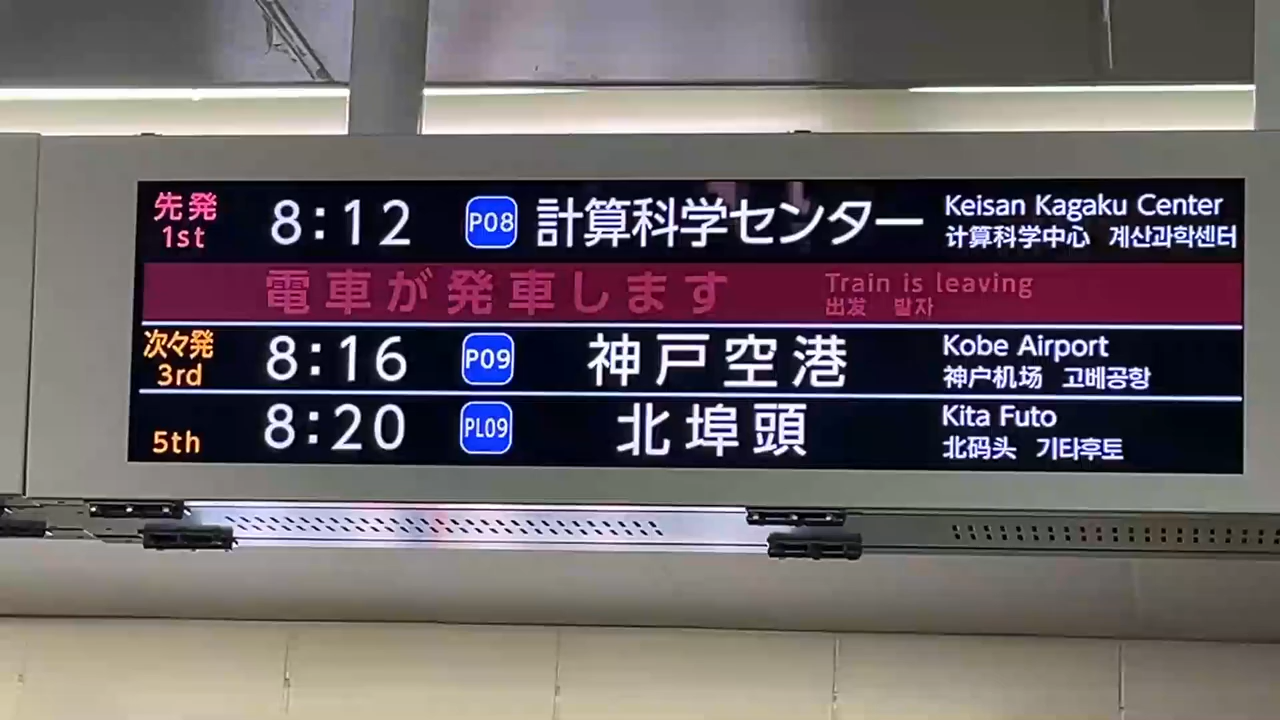 先発 8:12 P08 計算科学センター Keisan Kagaku Center
1st 计算科学中心 계산과학센터
電車が発車します Train is leaving
出发 발차
次々発 8:16 P09 神戸空港 Kobe Airport
3rd 神户机场 고베공항
5th 8:20 PL09 北埠頭 Kita Futo
北码头 기타후토